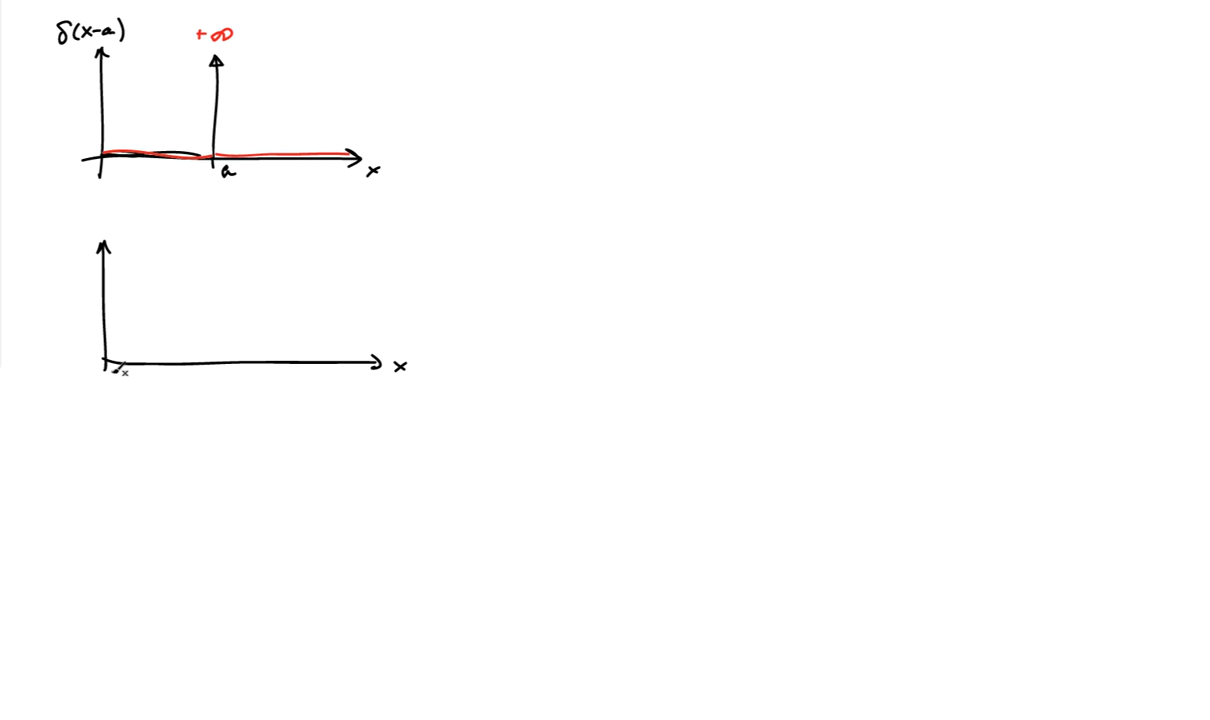 δ(x-a)
+∞
a
x
x